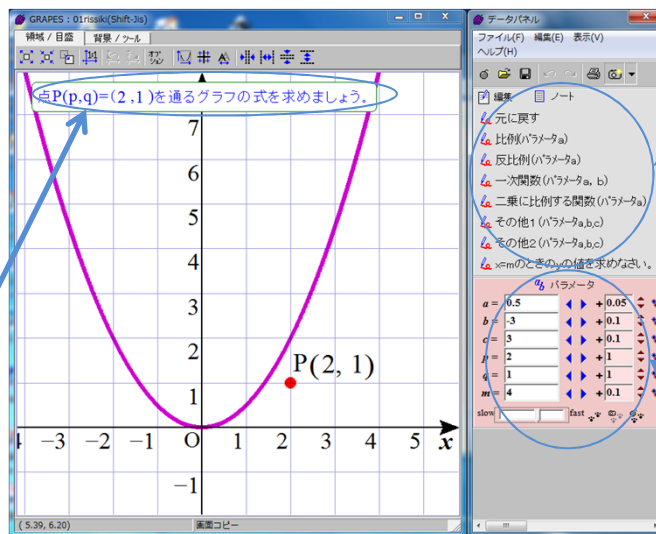 GRAPES : 01rissiki(Shift-Jis)
領域 / 目盛 背景 / ツール
点P(p,q)=(2 ,1 )を通るグラフの式を求めましょう。
7
6
5
4
3
2
1
P(2, 1)
−3 −2 −1 O 1 2 3 4 5 x
−1
( 5.39, 6.20) 画面コピー
データパネル
ファイル(F) 編集(E) 表示(V)
ヘルプ(H)
編集 ノート
元に戻す
比例(パラメータa)
反比例(パラメータa)
一次関数(パラメータa, b)
二乗に比例する関数(パラメータa)
その他1(パラメータa,b,c)
その他2(パラメータa,b,c)
x=mのときのyの値を求めなさい。
ab パラメータ
a = 0.5 + 0.05
b = -3 + 0.1
c = 3 + 0.1
p = 2 + 1
q = 1 + 1
m = 4 + 0.1
slow fast